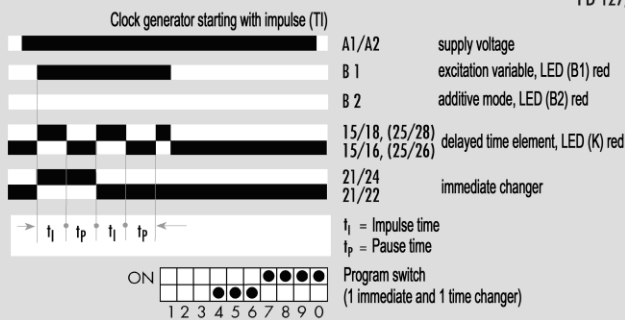 Clock generator starting with impulse (TI)
A1/A2 supply voltage
B 1 excitation variable, LED (B1) red
B 2 additive mode, LED (B2) red
15/18, (25/28)
15/16, (25/26) delayed time element, LED (K) red
21/24
21/22 immediate changer
tI tP tI tP
tI = Impulse time
tP = Pause time
ON
Program switch
(1 immediate and 1 time changer)
1 2 3 4 5 6 7 8 9 0